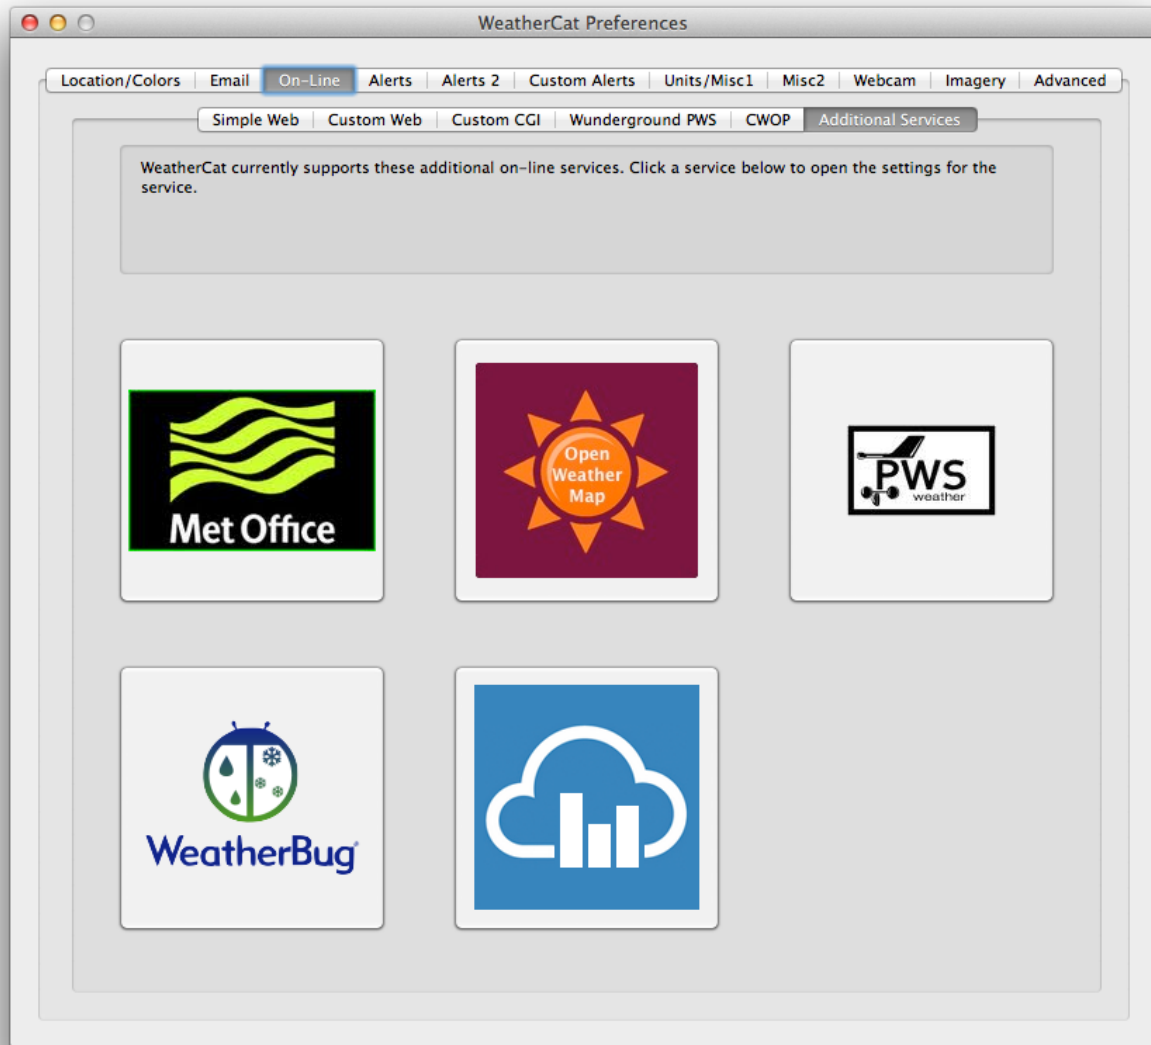 WeatherCat Preferences
Location/Colors Email On-Line Alerts Alerts 2 Custom Alerts Units/Misc1 Misc2 Webcam Imagery Advanced
Simple Web Custom Web Custom CGI Wunderground PWS CWOP Additional Services
WeatherCat currently supports these additional on-line services. Click a service below to open the settings for the
service.
Met Office
Open
Weather
Map
PWS
weather
WeatherBug